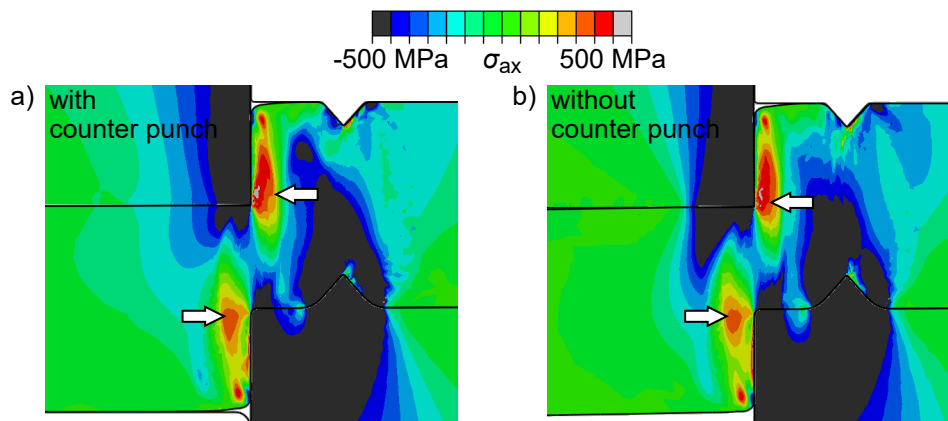 -500 MPa σax 500 MPa
a) with
counter punch
b) without
counter punch